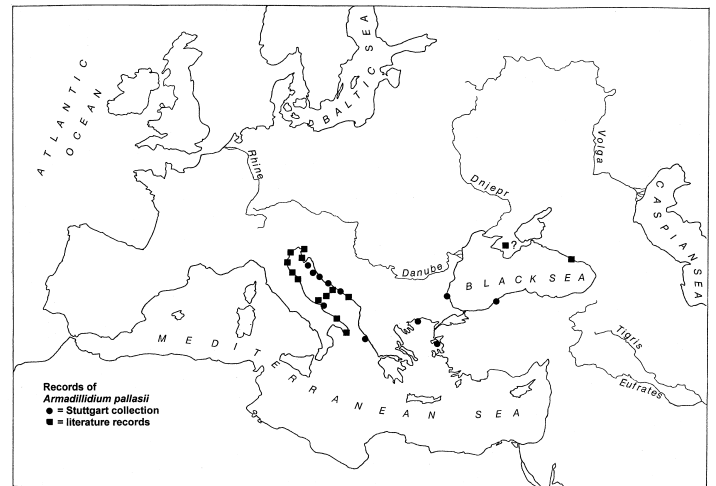 ATLANTIC
OCEAN
BALTIC SEA
Rhine
Volga
Dnjepr
CASPIAN SEA
?
Danube
BLACK SEA
MEDITERRANEAN SEA
Tigris
Eufrates
Records of
Armadillidium pallasii
● = Stuttgart collection
■ = literature records